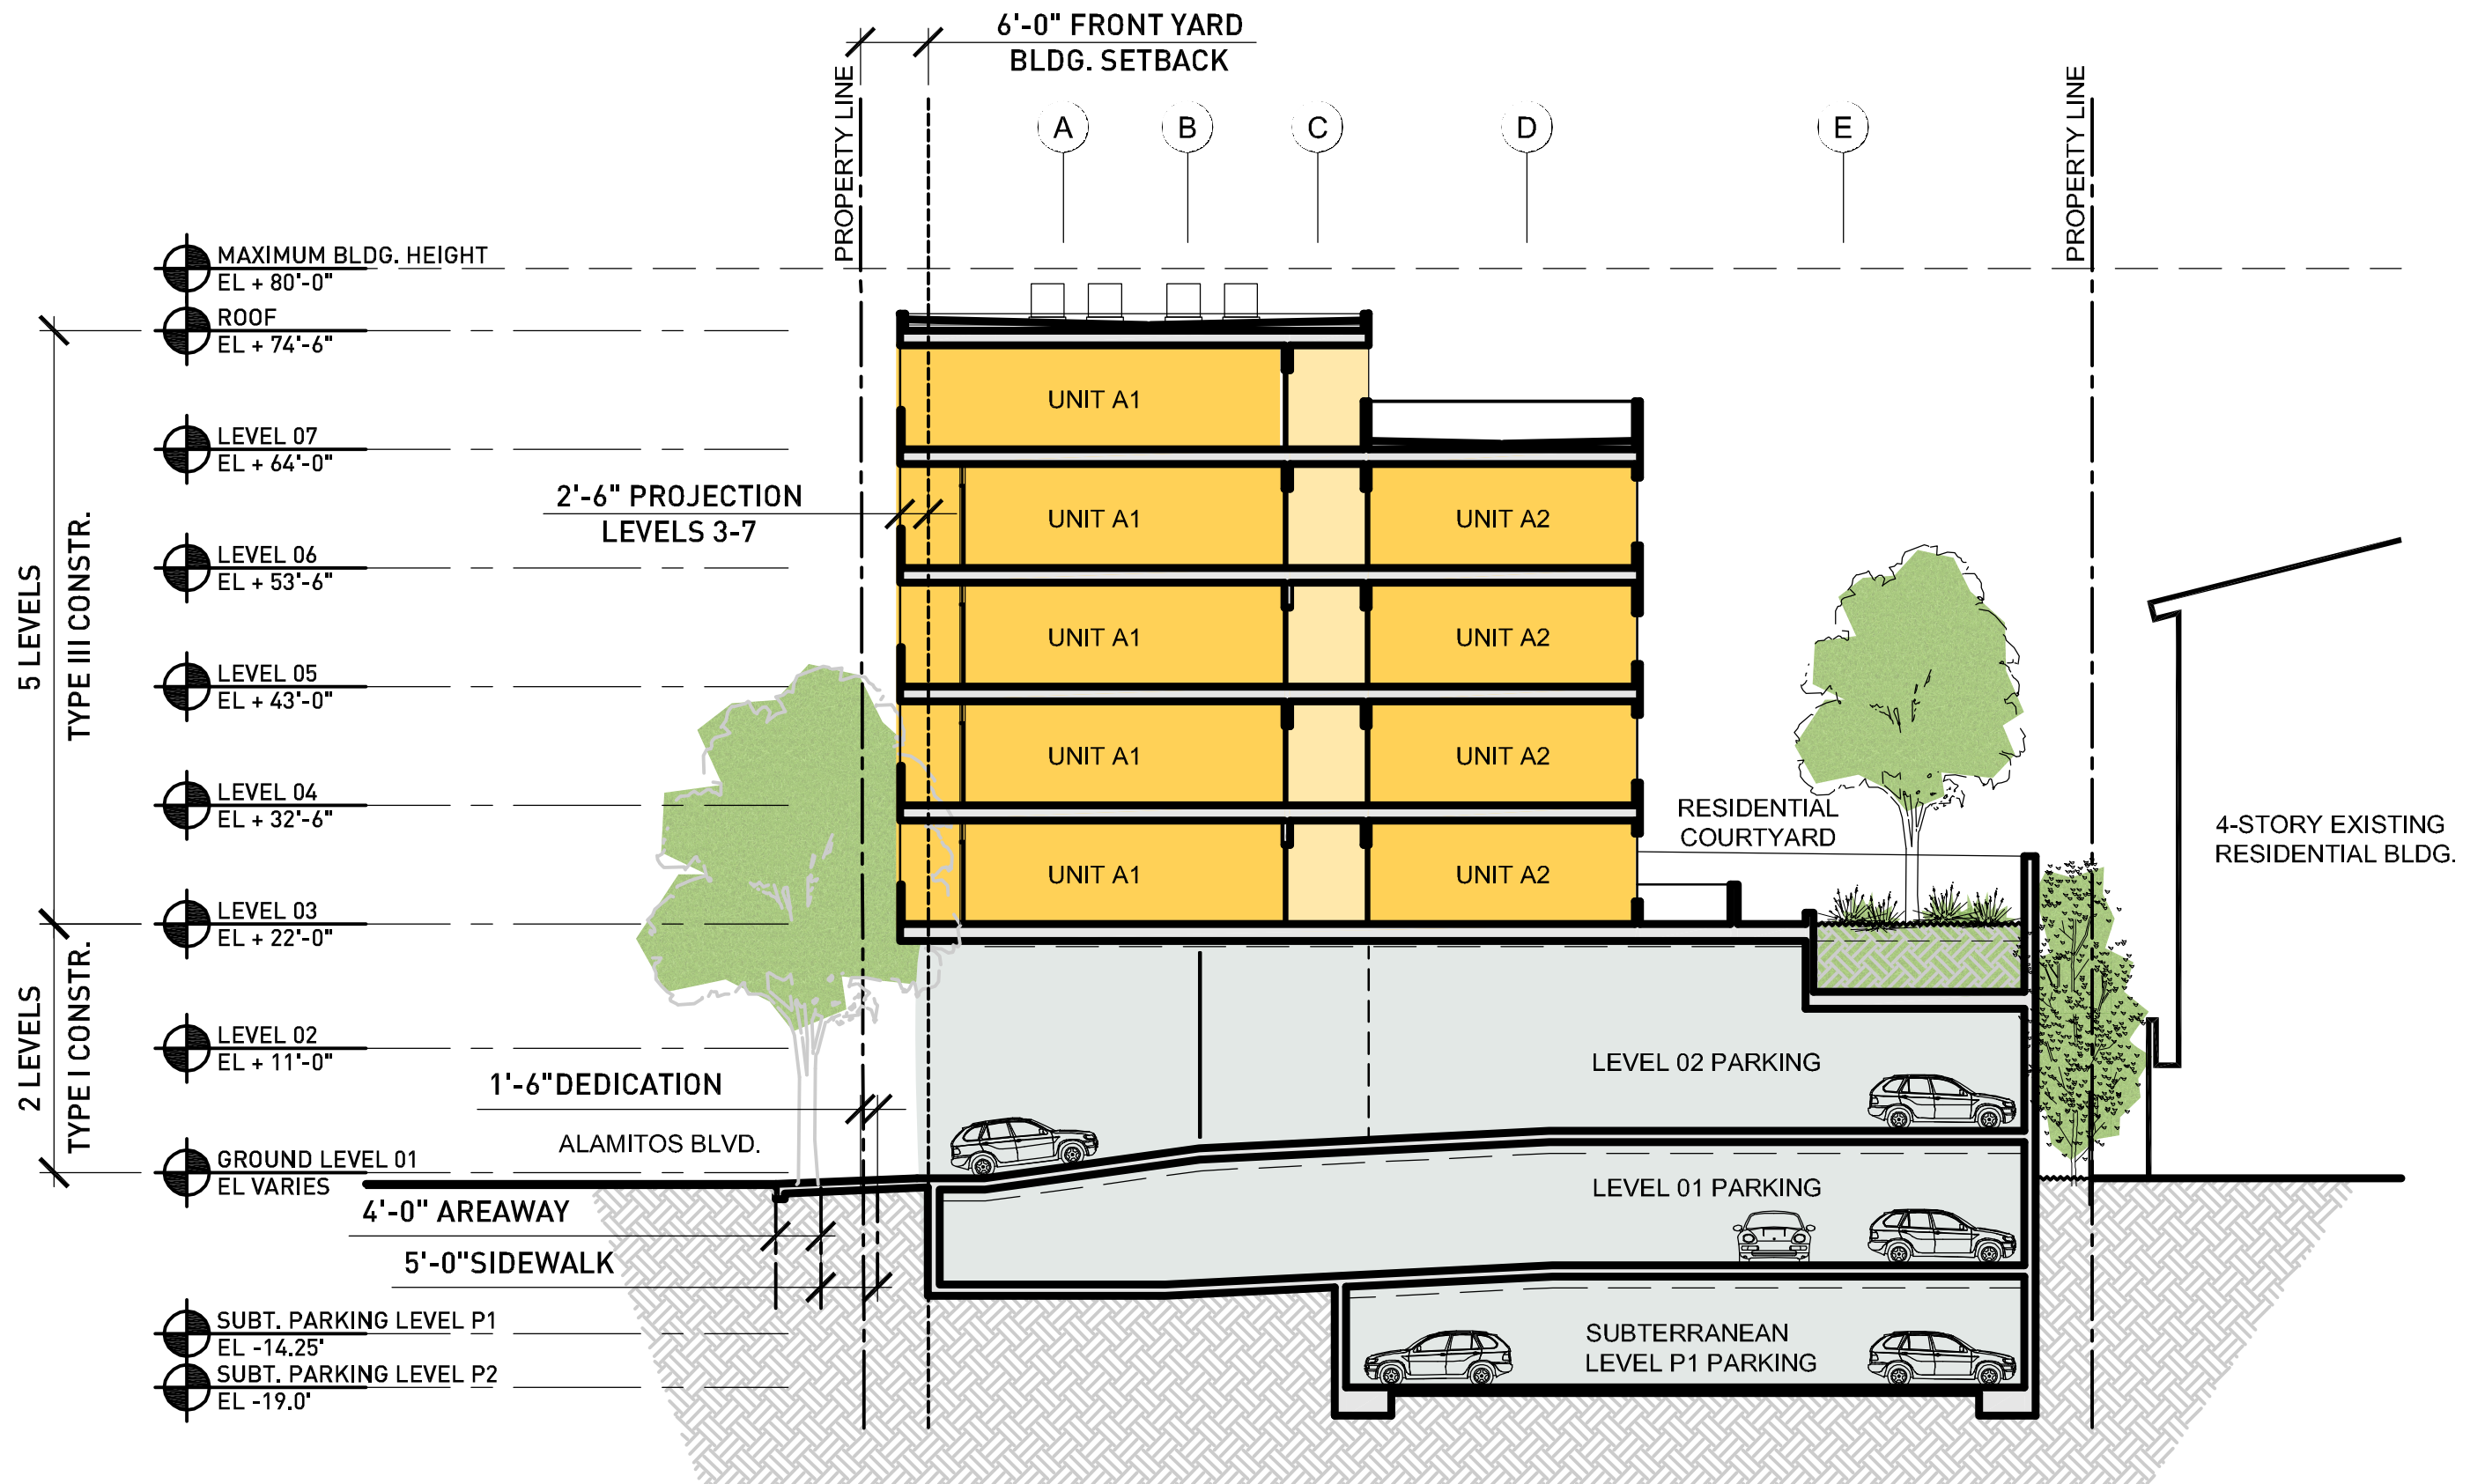 6'-0" FRONT YARD
BLDG. SETBACK
PROPERTY LINE
A
B
C
D
E
PROPERTY LINE
MAXIMUM BLDG. HEIGHT
EL + 80'-0"
ROOF
EL + 74'-6"
UNIT A1
LEVEL 07
EL + 64'-0"
2'-6" PROJECTION
LEVELS 3-7
UNIT A1
UNIT A2
LEVEL 06
EL + 53'-6"
5 LEVELS
TYPE III CONSTR.
UNIT A1
UNIT A2
LEVEL 05
EL + 43'-0"
UNIT A1
UNIT A2
LEVEL 04
EL + 32'-6"
RESIDENTIAL
COURTYARD
4-STORY EXISTING
RESIDENTIAL BLDG.
UNIT A1
UNIT A2
LEVEL 03
EL + 22'-0"
2 LEVELS
TYPE I CONSTR.
LEVEL 02
EL + 11'-0"
LEVEL 02 PARKING
1'-6"DEDICATION
ALAMITOS BLVD.
GROUND LEVEL 01
EL VARIES
LEVEL 01 PARKING
4'-0" AREAWAY
5'-0"SIDEWALK
SUBT. PARKING LEVEL P1
EL -14.25'
SUBTERRANEAN
LEVEL P1 PARKING
SUBT. PARKING LEVEL P2
EL -19.0'